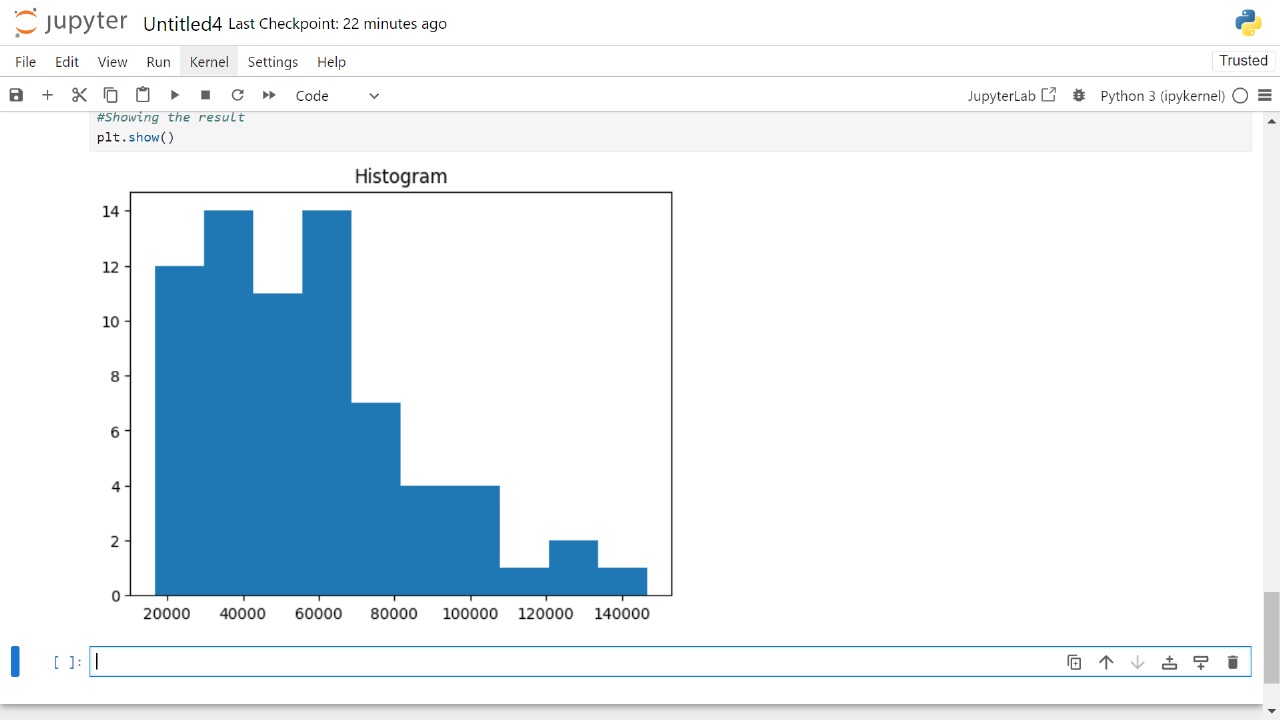 jupyter Untitled4 Last Checkpoint: 22 minutes ago
File Edit View Run Kernel Settings Help Trusted
Code JupyterLab Python 3 (ipykernel)
#Showing the result
plt.show()
Histogram
14
12
10
8
6
4
2
0
20000 40000 60000 80000 100000 120000 140000
[ ]: